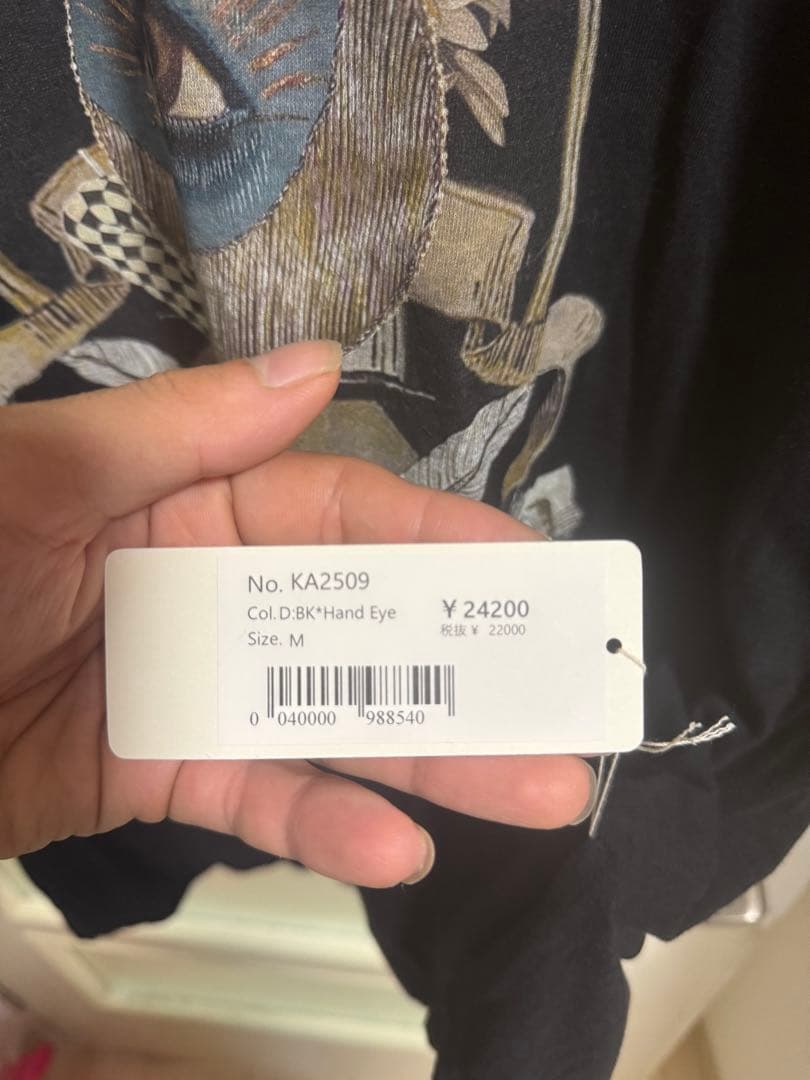 No. KA2509
Col.D:BK*Hand Eye
Size. M
¥ 24200
税抜 ¥ 22000
0 040000 988540